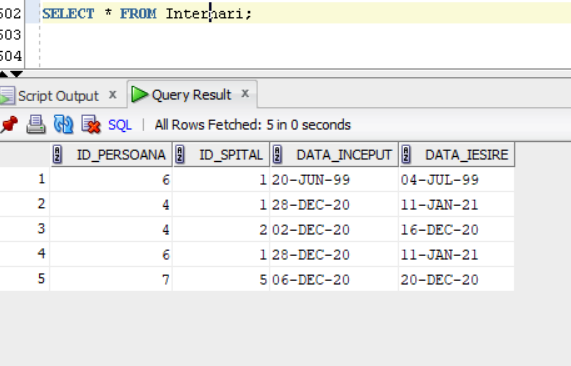 502 SELECT * FROM Internari;
503
504
Script Output x Query Result x
SQL | All Rows Fetched: 5 in 0 seconds
ID_PERSOANA ID_SPITAL DATA_INCEPUT DATA_IESIRE
1 6 1 20-JUN-99 04-JUL-99
2 4 1 28-DEC-20 11-JAN-21
3 4 2 02-DEC-20 16-DEC-20
4 6 1 28-DEC-20 11-JAN-21
5 7 5 06-DEC-20 20-DEC-20